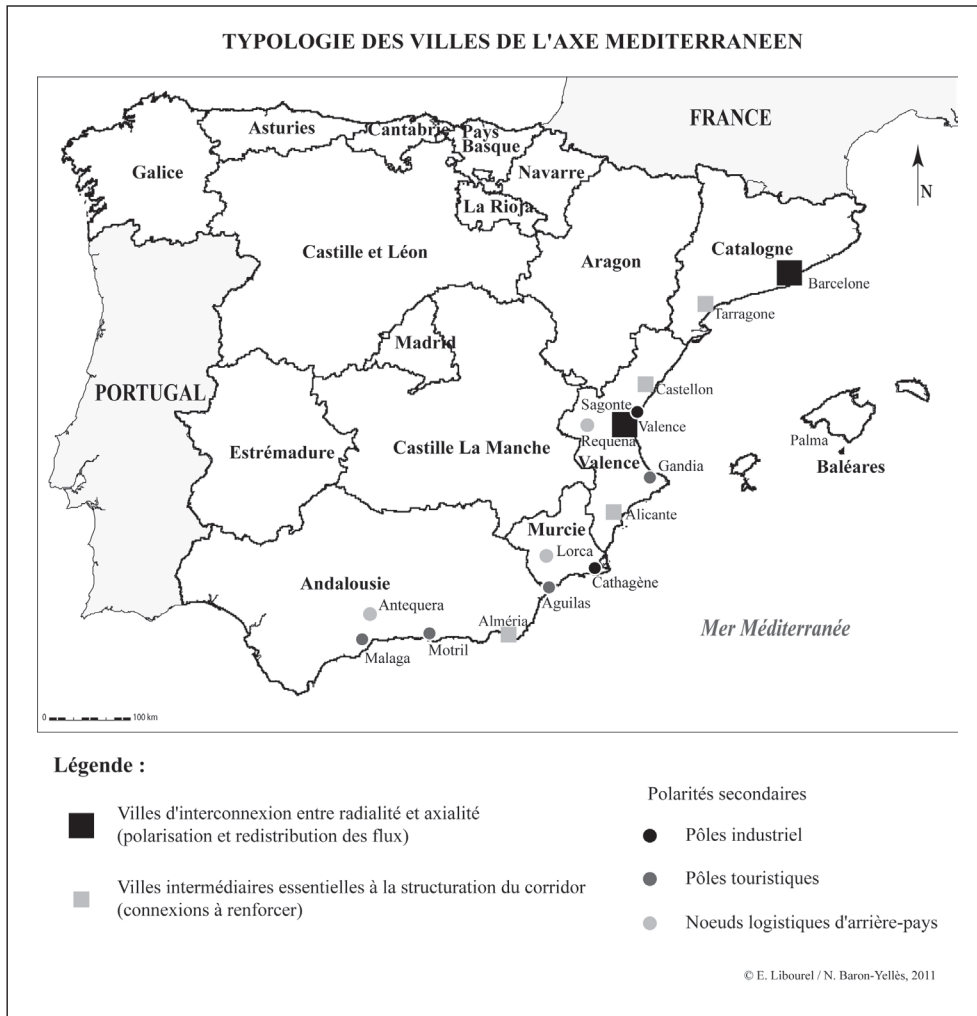 TYPOLOGIE DES VILLES DE L'AXE MEDITERRANEEN
FRANCE
Asturies
Cantabrie
Pays
Basque
Galice
Navarre
N
La Rioja
Catalogne
Castille et Léon
Aragon
Barcelone
Tarragone
Madrid
PORTUGAL
Castellon
Sagonte
Valence
Requena
Palma
Estrémadure
Castille La Manche
Valence
Gandia
Baléares
Alicante
Murcie
Lorca
Cathagène
Andalousie
Aguilas
Antequera
Alméria
Mer Méditerranée
Malaga
Motril
0 100 km
Légende :
Villes d'interconnexion entre radialité et axialité
(polarisation et redistribution des flux)
Villes intermédiaires essentielles à la structuration du corridor
(connexions à renforcer)
Polarités secondaires
Pôles industriel
Pôles touristiques
Noeuds logistiques d'arrière-pays
© E. Libourel / N. Baron-Yellès, 2011